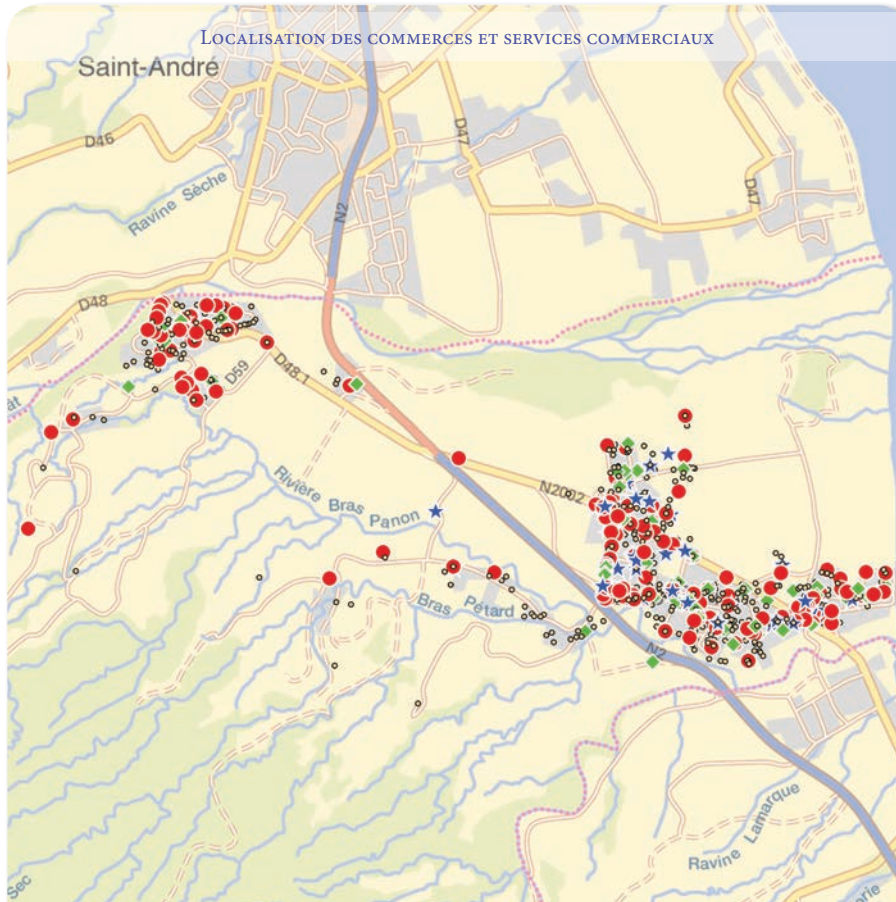 LOCALISATION DES COMMERCES ET SERVICES COMMERCIAUX
Saint-André
D46
D47
Ravine Sèche
N2
D47
D48
D59
D48.1
Rivière Bras Panon
N2002
Bras Pétard
N2
Ravine Lamarque
Sec